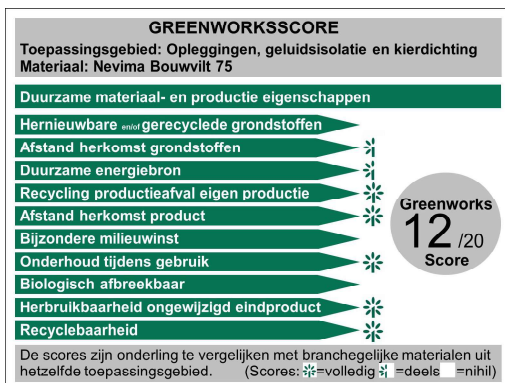 GREENWORKSSCORE
Toepassingsgebied: Opleggingen, geluidsisolatie en kierdichting
Materiaal: Nevima Bouwvilt 75
Duurzame materiaal- en productie eigenschappen
Hernieuwbare en/of gerecyclede grondstoffen
Afstand herkomst grondstoffen
Duurzame energiebron
Recycling productieafval eigen productie
Afstand herkomst product
Bijzondere milieuwinst
Onderhoud tijdens gebruik
Biologisch afbreekbaar
Herbruikbaarheid ongewijzigd eindproduct
Recyclebaarheid
Greenworks
12 /20
Score
De scores zijn onderling te vergelijken met branchegelijke materialen uit
hetzelfde toepassingsgebied. (Scores: =volledig =deels =nihil)